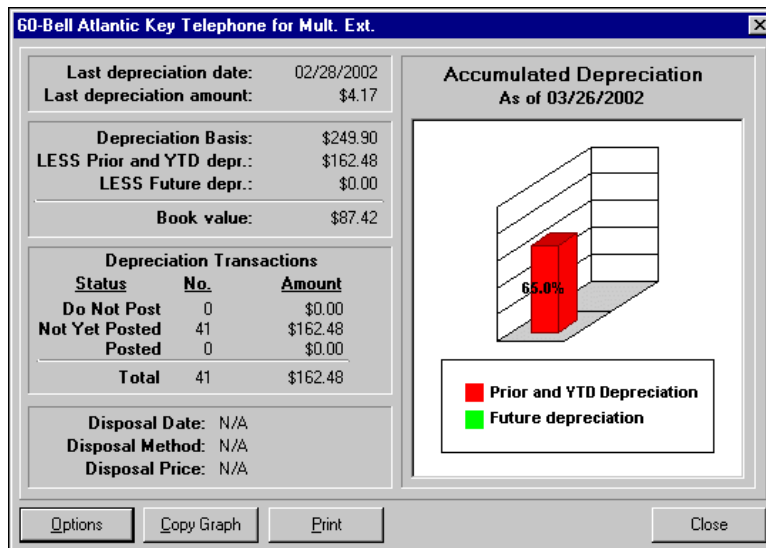 60-Bell Atlantic Key Telephone for Mult. Ext.
Last depreciation date: 02/28/2002
Last depreciation amount: $4.17
Depreciation Basis: $249.90
LESS Prior and YTD depr.: $162.48
LESS Future depr.: $0.00
Book value: $87.42
Depreciation Transactions
Status No. Amount
Do Not Post 0 $0.00
Not Yet Posted 41 $162.48
Posted 0 $0.00
Total 41 $162.48
Disposal Date: N/A
Disposal Method: N/A
Disposal Price: N/A
Accumulated Depreciation
As of 03/26/2002
65.0%
Prior and YTD Depreciation
Future depreciation
Options Copy Graph Print Close